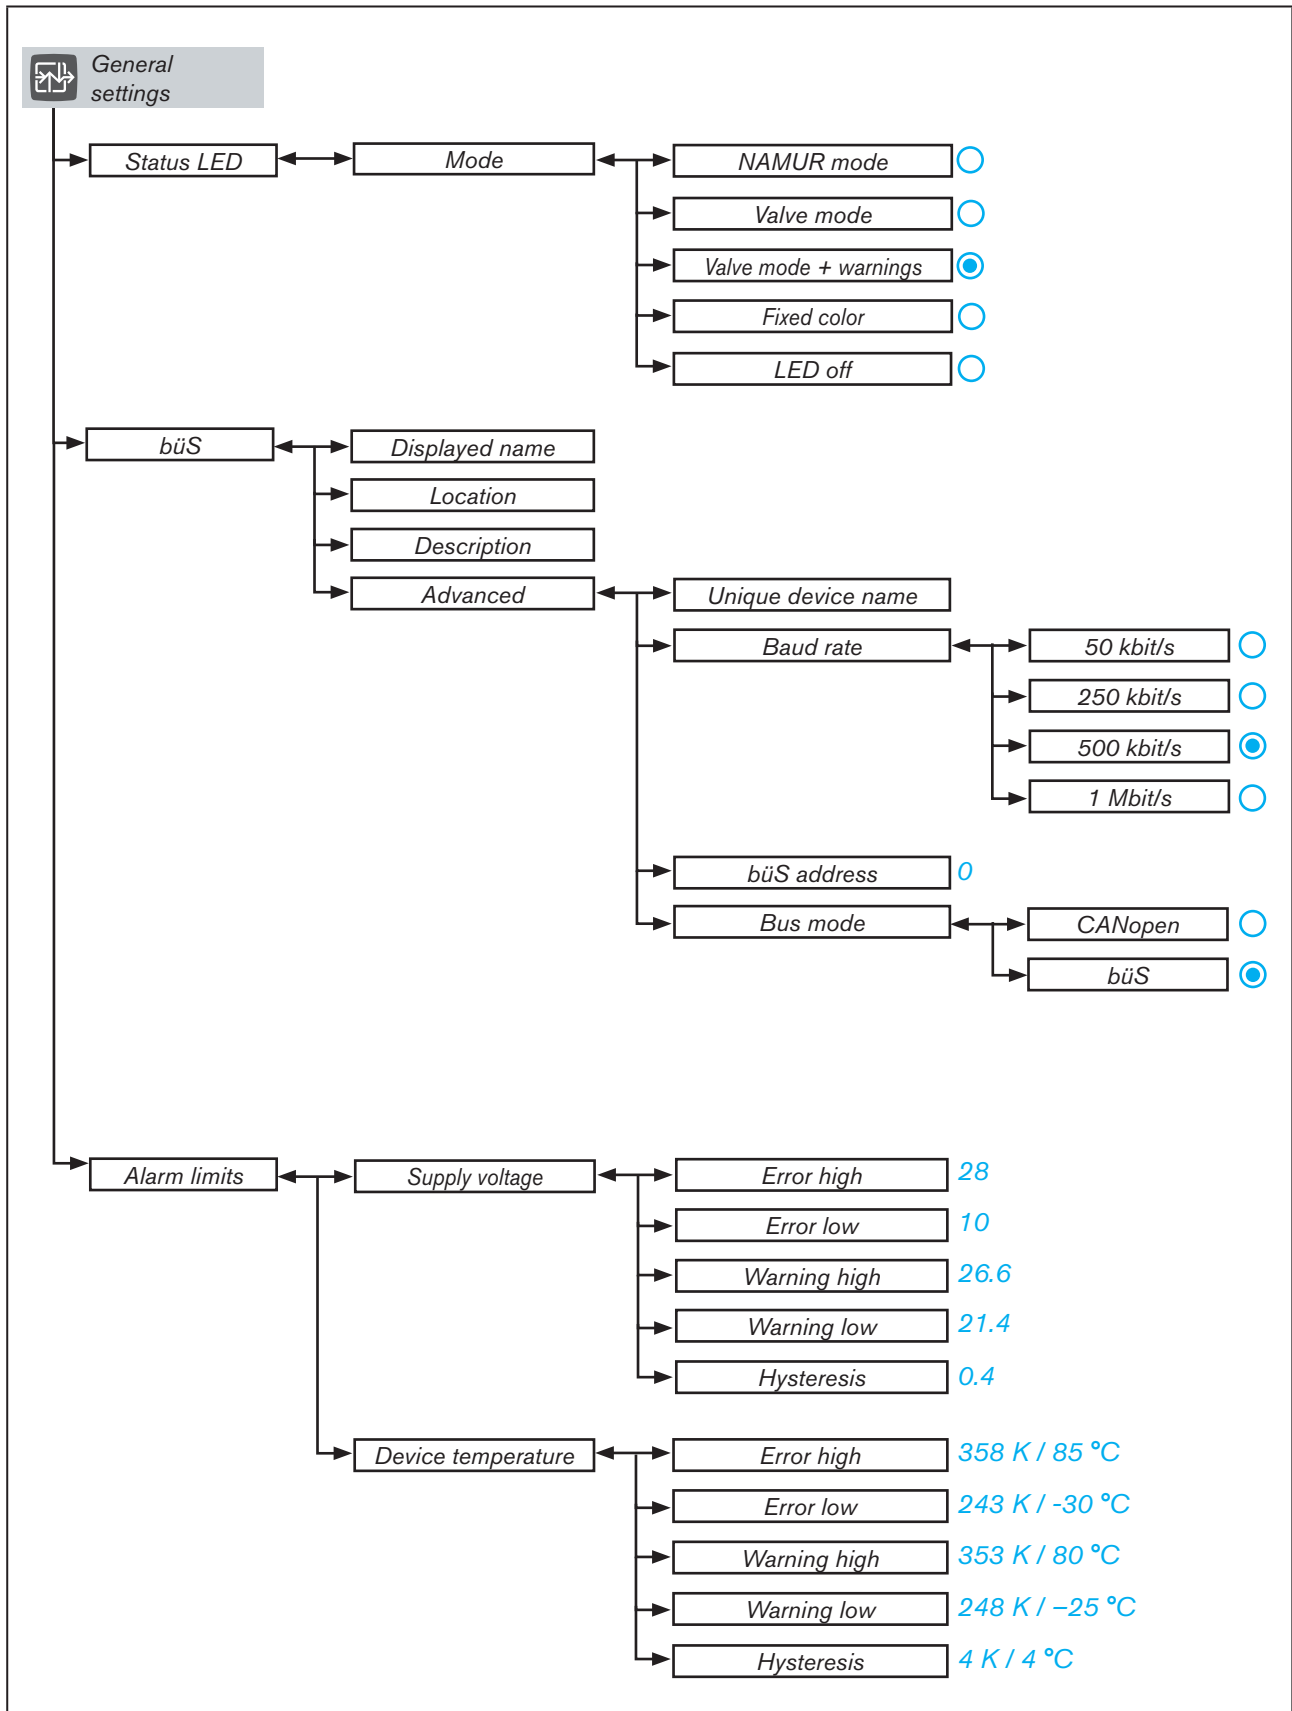 General
settings
Status LED
Mode
NAMUR mode
Valve mode
Valve mode + warnings
Fixed color
LED off
büS
Displayed name
Location
Description
Advanced
Unique device name
Baud rate
50 kbit/s
250 kbit/s
500 kbit/s
1 Mbit/s
büS address 0
Bus mode
CANopen
büS
Alarm limits
Supply voltage
Error high 28
Error low 10
Warning high 26.6
Warning low 21.4
Hysteresis 0.4
Device temperature
Error high 358 K / 85 °C
Error low 243 K / -30 °C
Warning high 353 K / 80 °C
Warning low 248 K / –25 °C
Hysteresis 4 K / 4 °C